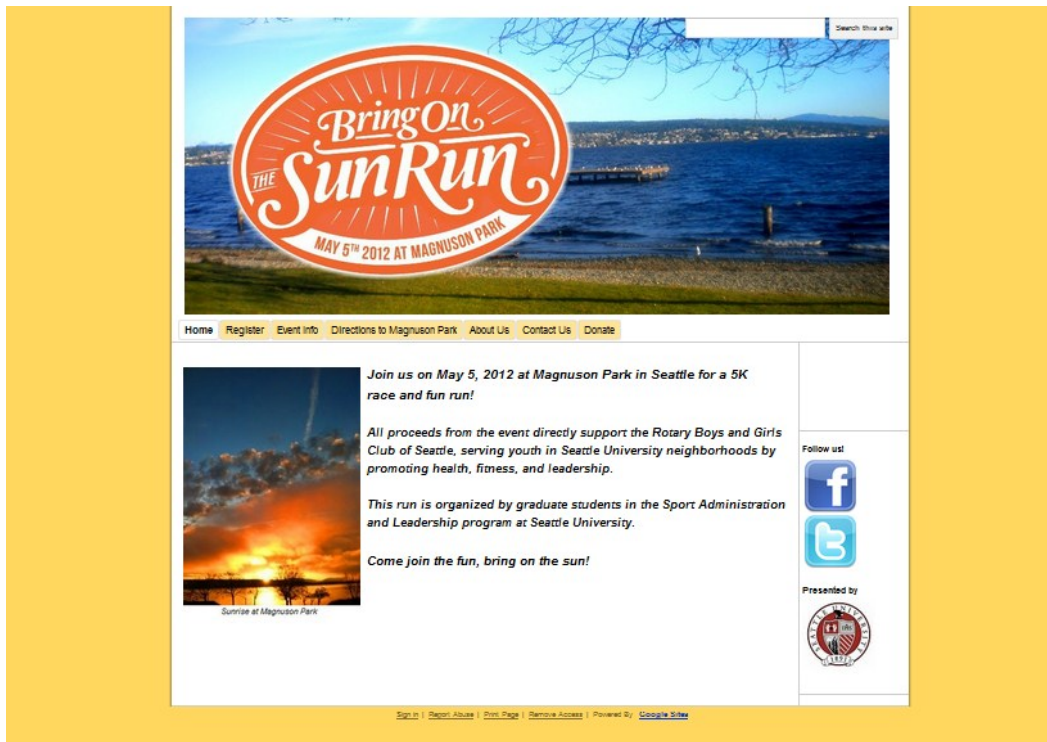 Search this site
Bring On
THE
Sun Run
MAY 5TH 2012 AT MAGNUSON PARK
Home Register Event Info Directions to Magnuson Park About Us Contact Us Donate
Join us on May 5, 2012 at Magnuson Park in Seattle for a 5K
race and fun run!
All proceeds from the event directly support the Rotary Boys and Girls
Club of Seattle, serving youth in Seattle University neighborhoods by
promoting health, fitness, and leadership.
This run is organized by graduate students in the Sport Administration
and Leadership program at Seattle University.
Come join the fun, bring on the sun!
Sunrise at Magnuson Park
Follow us!
f
t
Presented by
SEATTLE UNIVERSITY
1891
Sign in | Report Abuse | Print Page | Remove Access | Powered By Google Sites